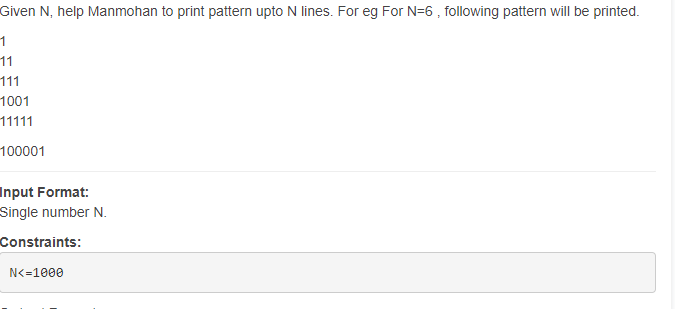 Given N, help Manmohan to print pattern upto N lines. For eg For N=6 , following pattern will be printed.
1
11
111
1001
11111
100001
Input Format:
Single number N.
Constraints:
N<=1000